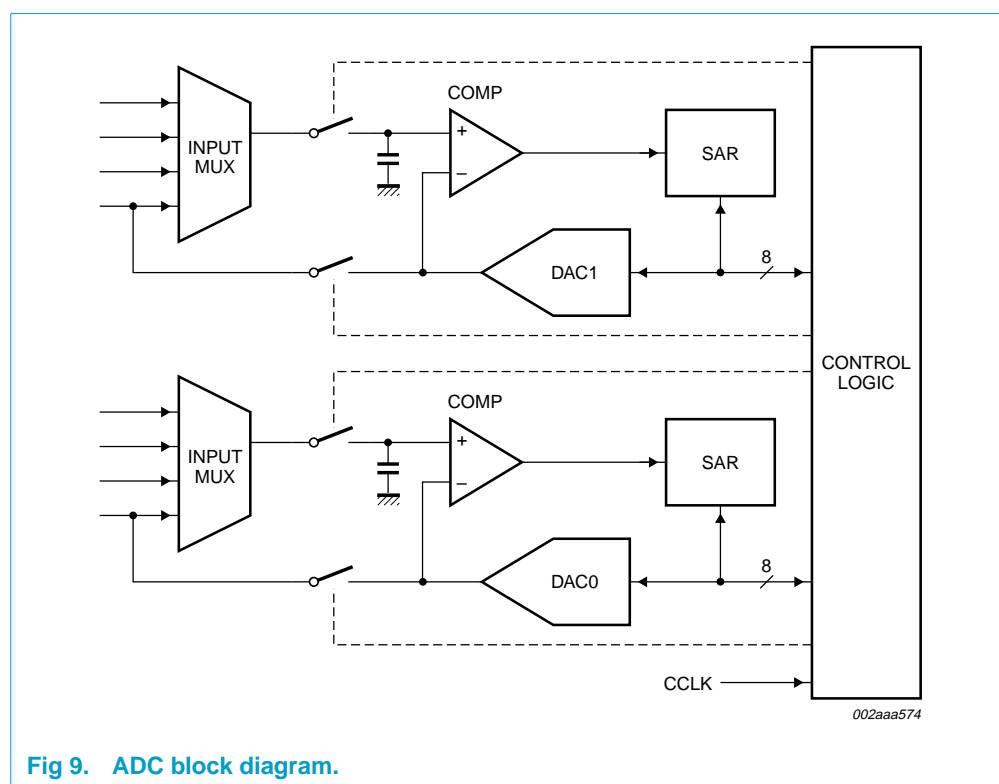 COMP
INPUT
MUX
+
–
SAR
DAC1
8
CONTROL
LOGIC
COMP
INPUT
MUX
+
–
SAR
DAC0
8
CCLK
002aaa574
Fig 9. ADC block diagram.